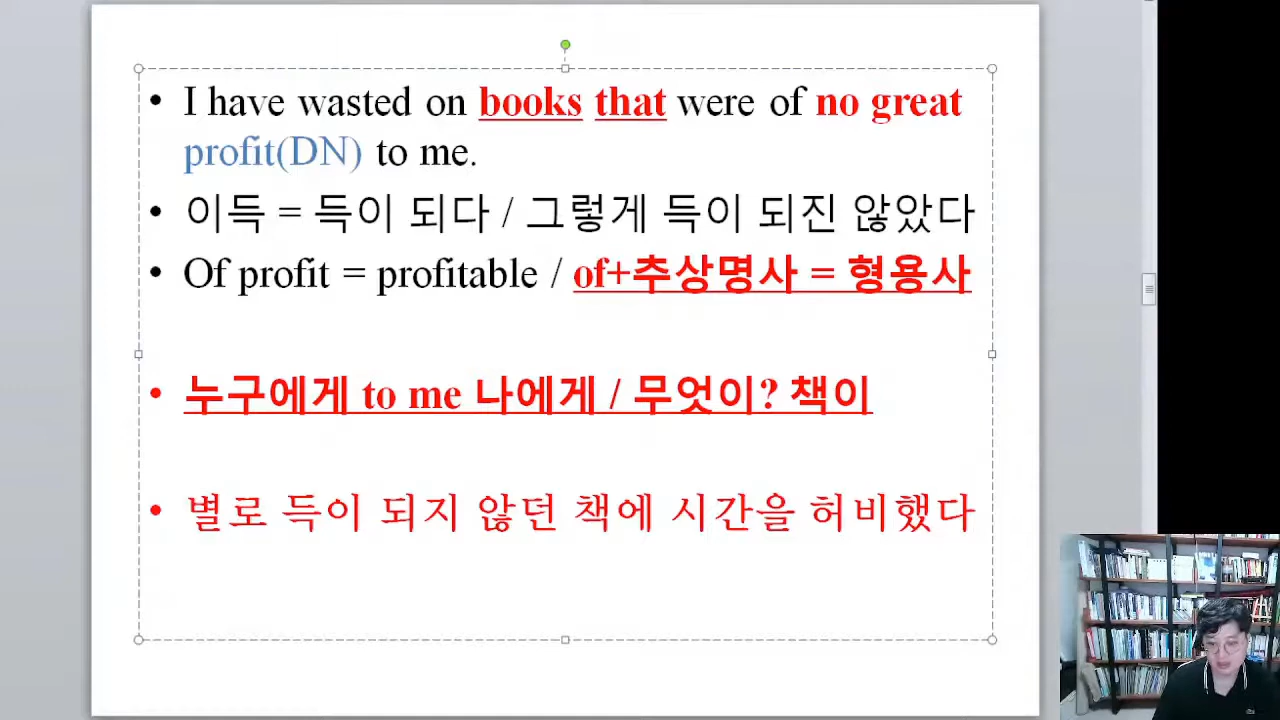 • I have wasted on books that were of no great
profit(DN) to me.
• 이득 = 득이 되다 / 그렇게 득이 되진 않았다
• Of profit = profitable / of+추상명사 = 형용사
• 누구에게 to me 나에게 / 무엇이? 책이
• 별로 득이 되지 않던 책에 시간을 허비했다